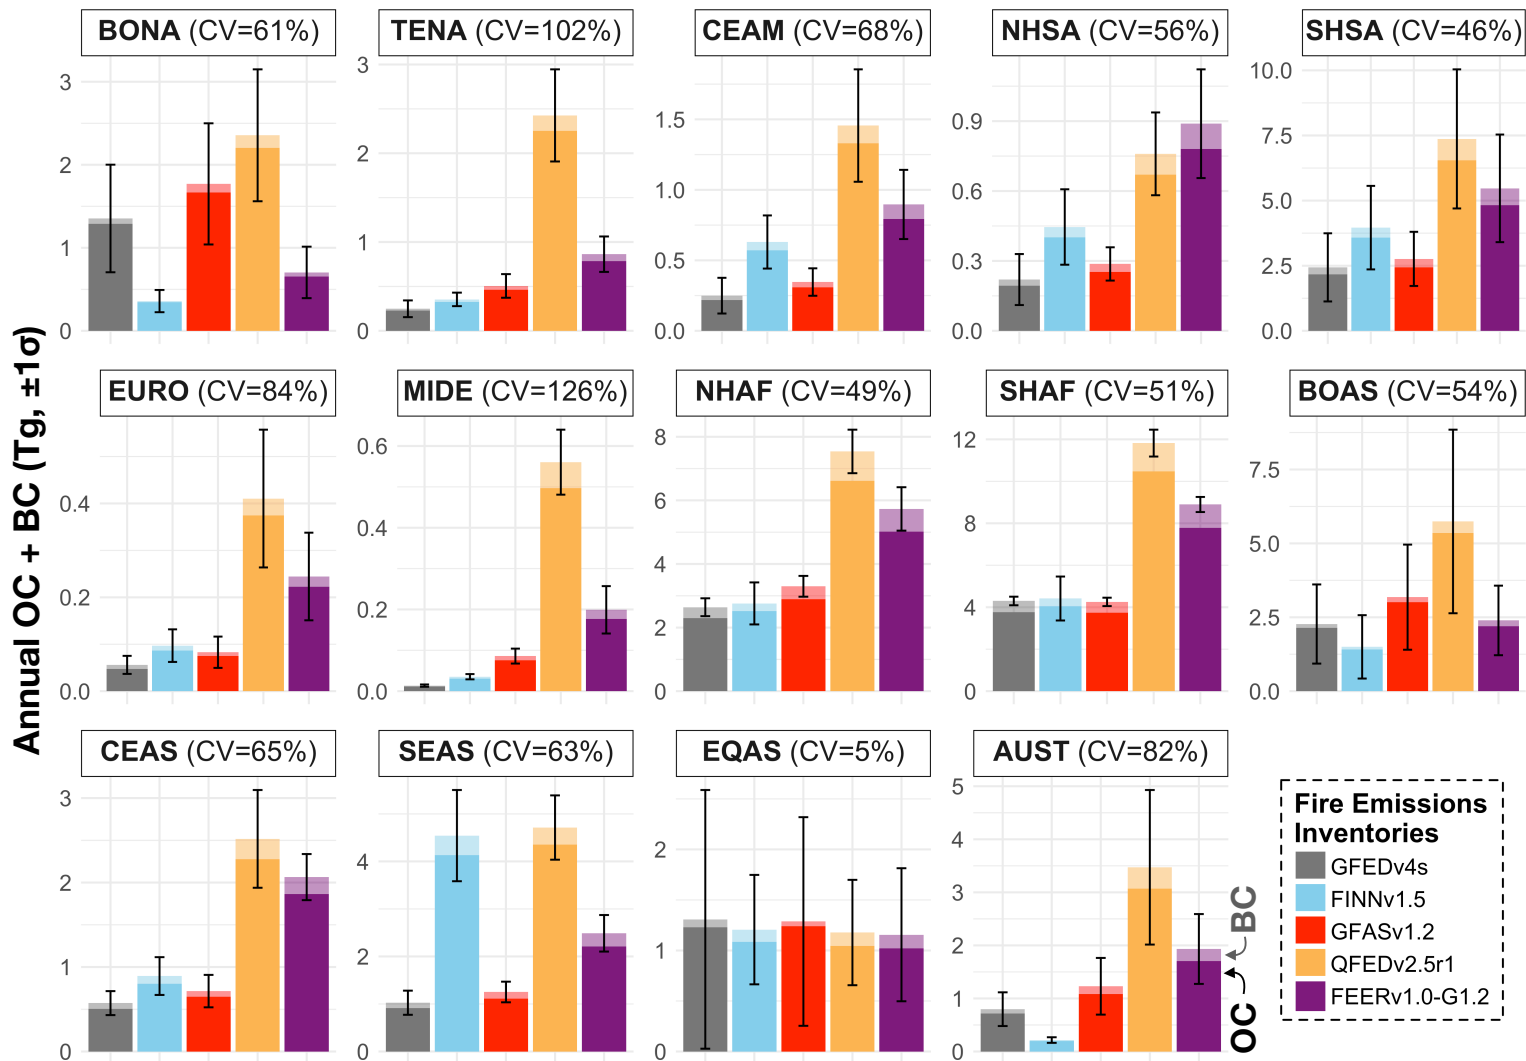 BONA (CV=61%)
TENA (CV=102%)
CEAM (CV=68%)
NHSA (CV=56%)
SHSA (CV=46%)
3
2
1
0
3
2
1
0
1.5
1.0
0.5
0.0
0.9
0.6
0.3
0.0
10.0
7.5
5.0
2.5
0.0
Annual OC + BC (Tg, ±1σ)
EURO (CV=84%)
MIDE (CV=126%)
NHAF (CV=49%)
SHAF (CV=51%)
BOAS (CV=54%)
0.4
0.2
0.0
0.6
0.4
0.2
0.0
8
6
4
2
0
12
8
4
0
7.5
5.0
2.5
0.0
CEAS (CV=65%)
SEAS (CV=63%)
EQAS (CV=5%)
AUST (CV=82%)
3
2
1
0
4
2
0
2
1
0
5
4
3
2
1
0
OC
BC
Fire Emissions
Inventories
GFEDv4s
FINNv1.5
GFASv1.2
QFEDv2.5r1
FEERv1.0-G1.2